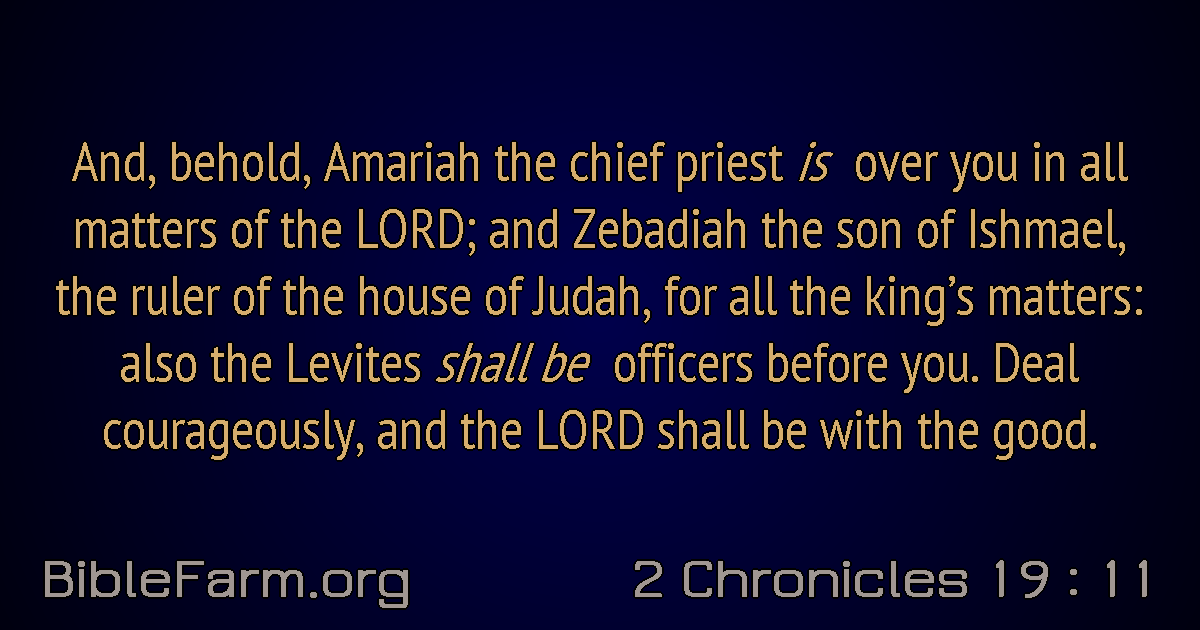 And, behold, Amariah the chief priest is over you in all
matters of the LORD; and Zebadiah the son of Ishmael,
the ruler of the house of Judah, for all the king’s matters:
also the Levites shall be officers before you. Deal
courageously, and the LORD shall be with the good.
BibleFarm.org
2 Chronicles 19 : 11